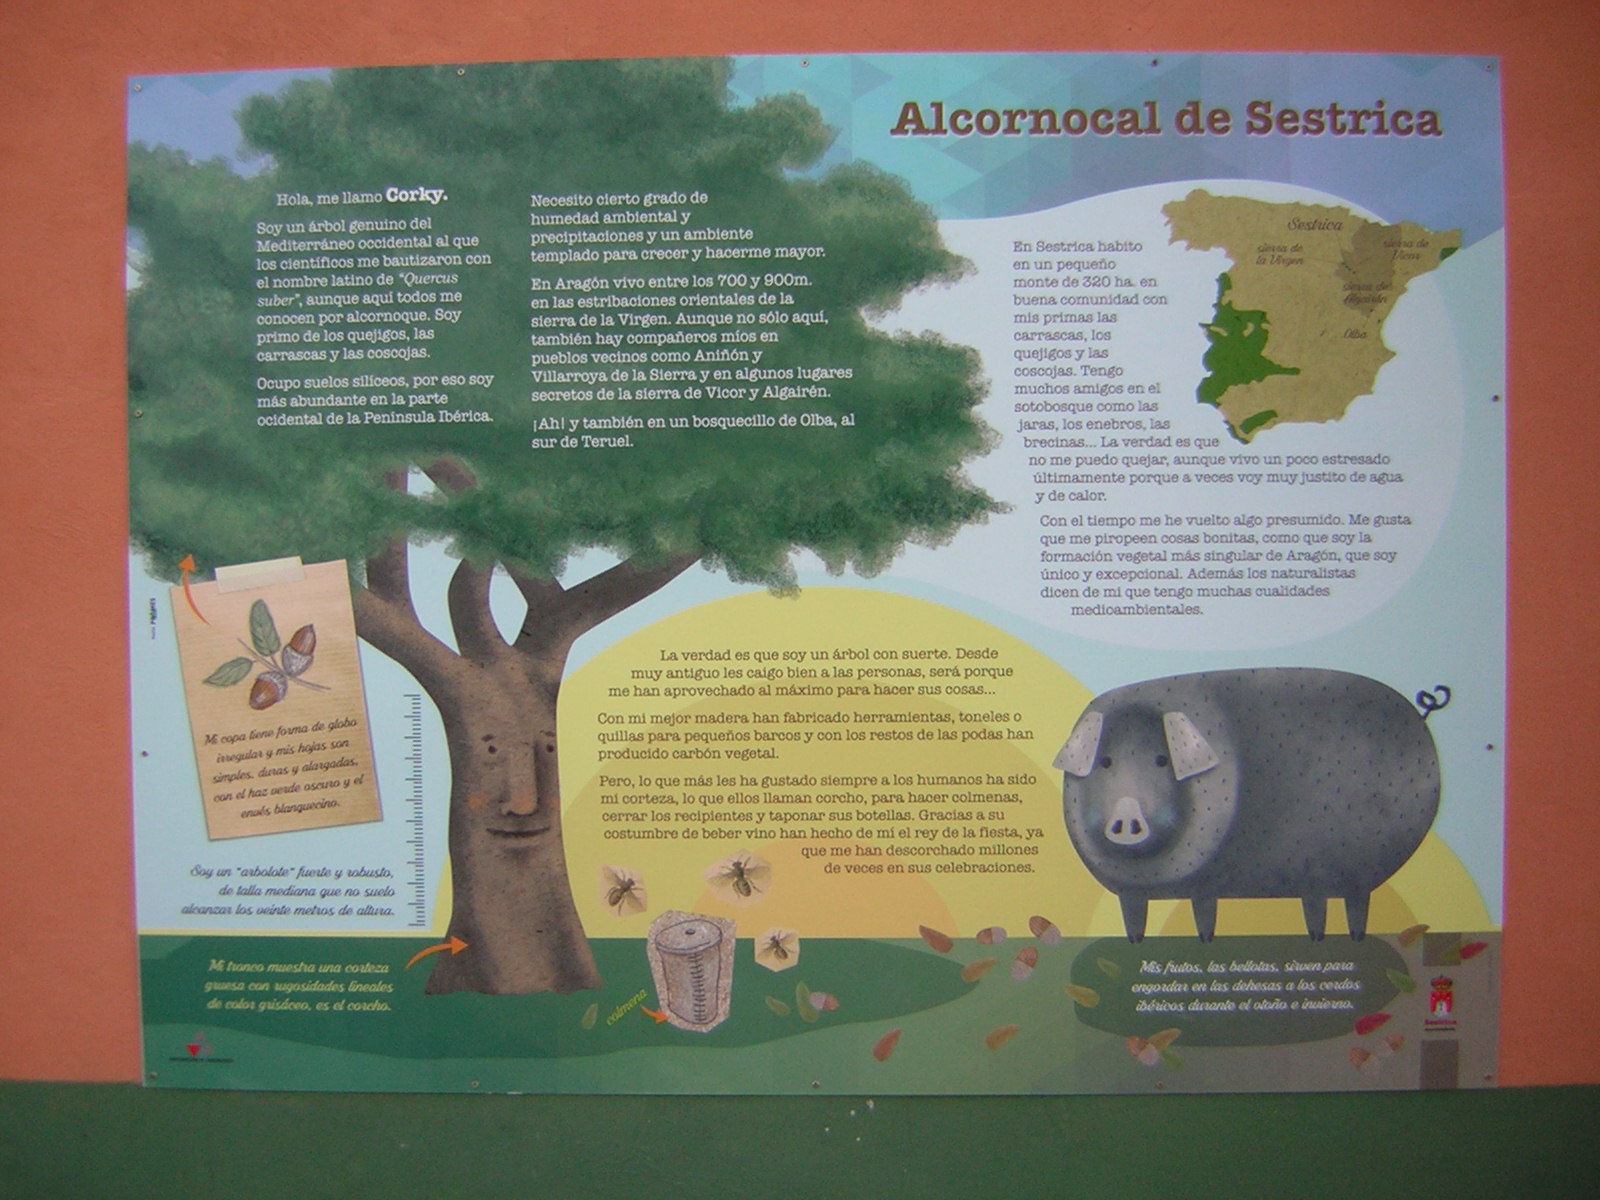 Alcornocal de Sestrica
Hola, me llamo Corky.
Soy un árbol genuino del
Mediterráneo occidental al que
los científicos me bautizaron con
el nombre latino de "Quercus
suber", aunque aquí todos me
conocen por alcornoque. Soy
primo de los quejigos, las
carrascas y las coscojas.
Ocupo suelos silíceos, por eso soy
más abundante en la parte
ocidental de la Península Ibérica.
Necesito cierto grado de
humedad ambiental y
precipitaciones y un ambiente
templado para crecer y hacerme mayor.
En Aragón vivo entre los 700 y 900m.
en las estribaciones orientales de la
sierra de la Virgen. Aunque no sólo aquí,
también hay compañeros míos en
pueblos vecinos como Aniñón y
Villarroya de la Sierra y en algunos lugares
secretos de la sierra de Vicor y Algairén.
¡Ah! y también en un bosquecillo de Olba, al
sur de Teruel.
En Sestrica habito
en un pequeño
monte de 320 ha. en
buena comunidad con
mis primas las
carrascas, los
quejigos y las
coscojas. Tengo
muchos amigos en el
sotobosque como las
jaras, los enebros, las
brecinas... La verdad es que
no me puedo quejar, aunque vivo un poco estresado
últimamente porque a veces voy muy justito de agua
y de calor.
Con el tiempo me he vuelto algo presumido. Me gusta
que me piropeen cosas bonitas, como que soy la
formación vegetal más singular de Aragón, que soy
único y excepcional. Además los naturalistas
dicen de mi que tengo muchas cualidades
medioambientales.
Sestrica
sierra de
la Virgen
sierra de
Vicor
sierra de
Algairén
Olba
La verdad es que soy un árbol con suerte. Desde
muy antiguo les caigo bien a las personas, será porque
me han aprovechado al máximo para hacer sus cosas...
Con mi mejor madera han fabricado herramientas, toneles o
quillas para pequeños barcos y con los restos de las podas han
producido carbón vegetal.
Pero, lo que más les ha gustado siempre a los humanos ha sido
mi corteza, lo que ellos llaman corcho, para hacer colmenas,
cerrar los recipientes y taponar sus botellas. Gracias a su
costumbre de beber vino han hecho de mí el rey de la fiesta, ya
que me han descorchado millones
de veces en sus celebraciones.
Mi copa tiene forma de globo
irregular y mis hojas son
simples, duras y alargadas,
con el haz verde oscuro y el
envés blanquecino.
Soy un "arbolote" fuerte y robusto,
de talla mediana que no suelo
alcanzar los veinte metros de altura.
Mi tronco muestra una corteza
gruesa con rugosidades lineales
de color grisáceo, es el corcho.
colmena
Mis frutos, las bellotas, sirven para
engordar en las dehesas a los cerdos
ibéricos durante el otoño e invierno.
Sestrica